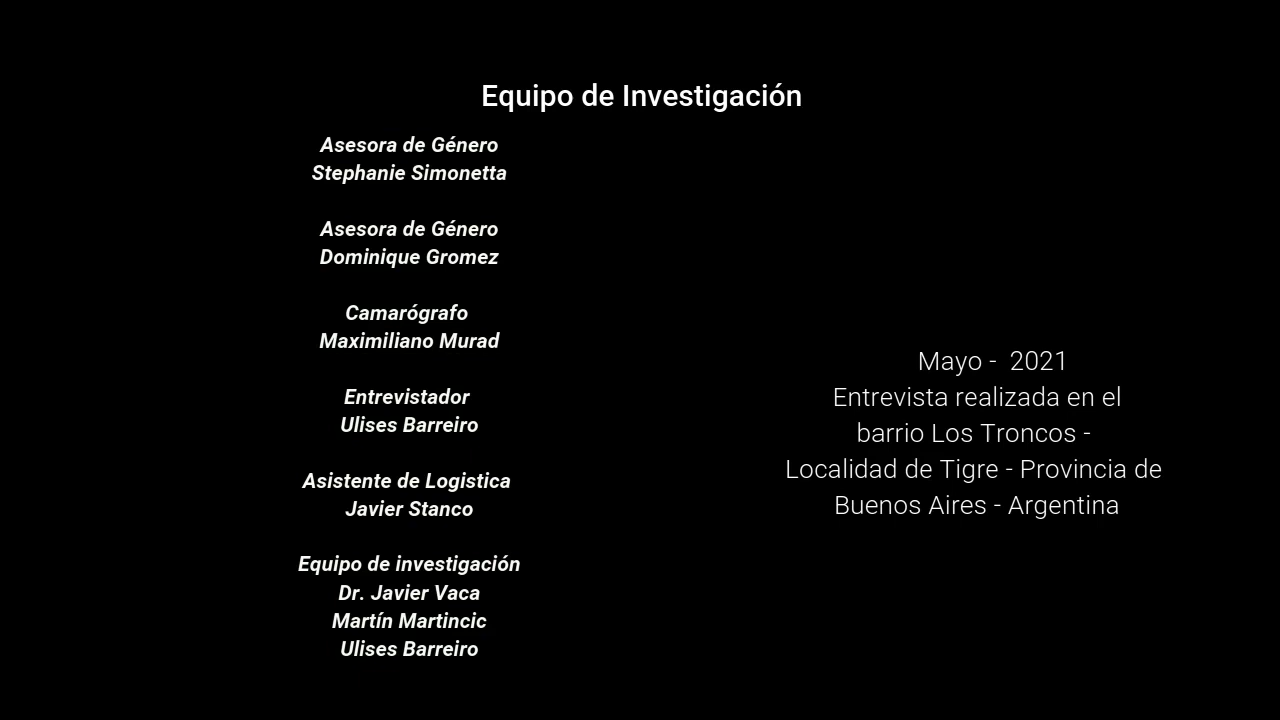 Equipo de Investigación
Asesora de Género
Stephanie Simonetta
Asesora de Género
Dominique Gromez
Camarógrafo
Maximiliano Murad
Entrevistador
Ulises Barreiro
Asistente de Logistica
Javier Stanco
Equipo de investigación
Dr. Javier Vaca
Martín Martincic
Ulises Barreiro
Mayo -  2021
Entrevista realizada en el
barrio Los Troncos -
Localidad de Tigre - Provincia de
Buenos Aires - Argentina